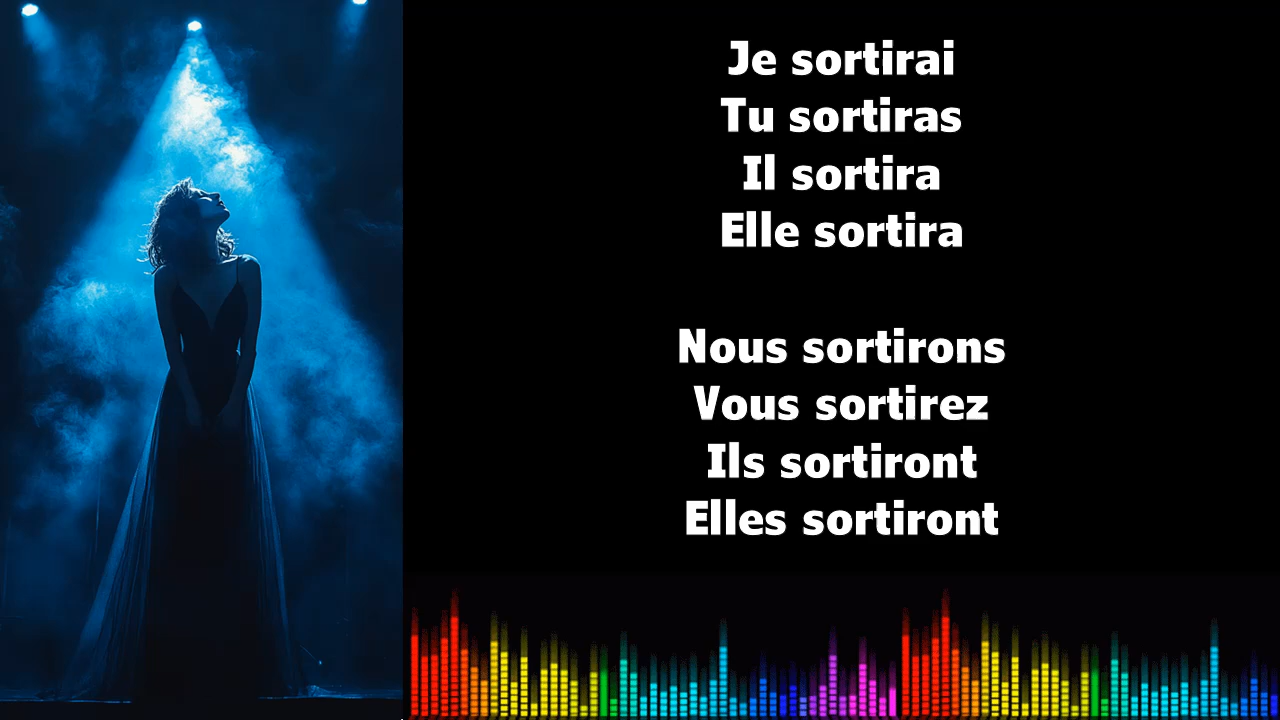 Je sortirai
Tu sortiras
Il sortira
Elle sortira
Nous sortirons
Vous sortirez
Ils sortiront
Elles sortiront